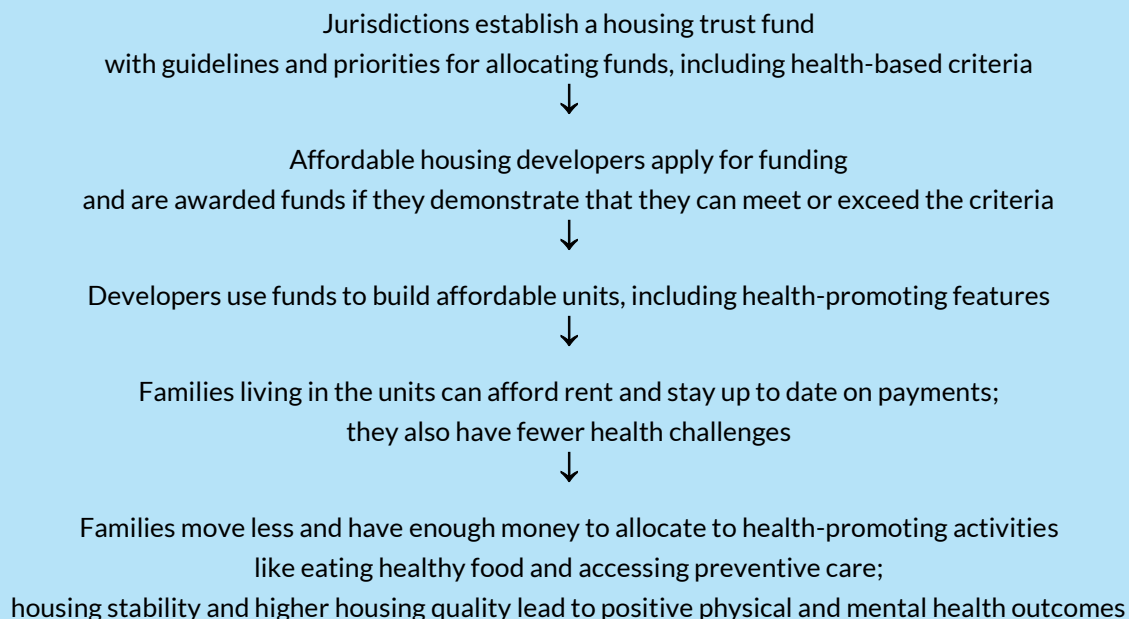 Jurisdictions establish a housing trust fund
with guidelines and priorities for allocating funds, including health-based criteria
↓
Affordable housing developers apply for funding
and are awarded funds if they demonstrate that they can meet or exceed the criteria
↓
Developers use funds to build affordable units, including health-promoting features
↓
Families living in the units can afford rent and stay up to date on payments;
they also have fewer health challenges
↓
Families move less and have enough money to allocate to health-promoting activities
like eating healthy food and accessing preventive care;
housing stability and higher housing quality lead to positive physical and mental health outcomes